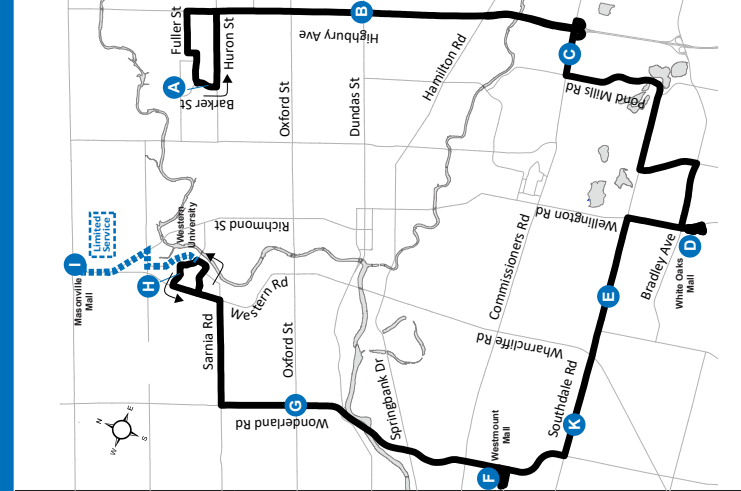 Fuller St
A
Huron St
Barker St
B
Highbury Ave
Oxford St
Dundas St
Hamilton Rd
C
Pond Mills Rd
Limited
Service
Western
University
Richmond St
I
Masonville
Mall
H
Western Rd
Sarnia Rd
Commissioners Rd
Wellington Rd
Bradley Ave
D
White Oaks
Mall
E
Wharncliffe Rd
Oxford St
G
Wonderland Rd
Springbank Dr
Southdale Rd
K
Westmount
Mall
F
N
E
S
W